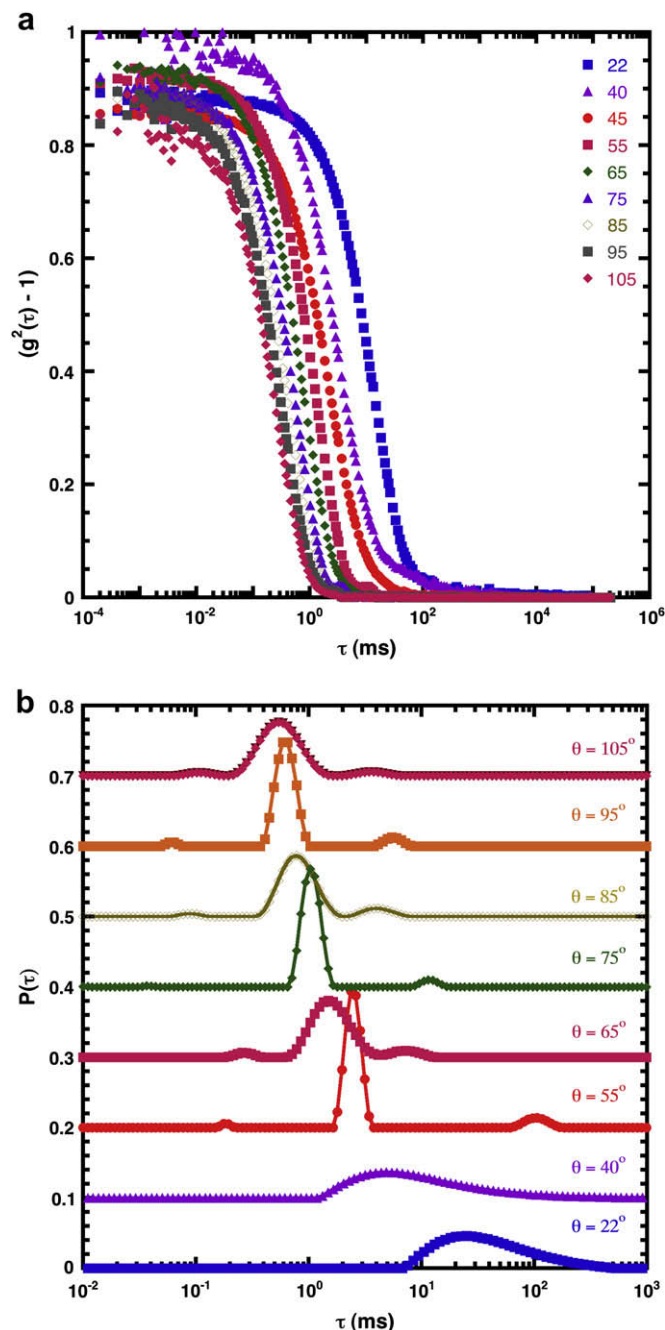 a
1
0.8
0.6
0.4
0.2
0
(g²(τ) - 1)
22
40
45
55
65
75
85
95
105
10⁻⁴ 10⁻² 10⁰ 10² 10⁴ 10⁶
τ (ms)
b
0.8
0.7
0.6
0.5
0.4
0.3
0.2
0.1
0
P(τ)
θ = 105°
θ = 95°
θ = 85°
θ = 75°
θ = 65°
θ = 55°
θ = 40°
θ = 22°
10⁻² 10⁻¹ 10⁰ 10¹ 10² 10³
τ (ms)